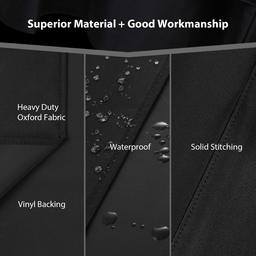 Superior Material + Good Workmanship
Heavy Duty
Oxford Fabric
Waterproof
Solid Stitching
Vinyl Backing